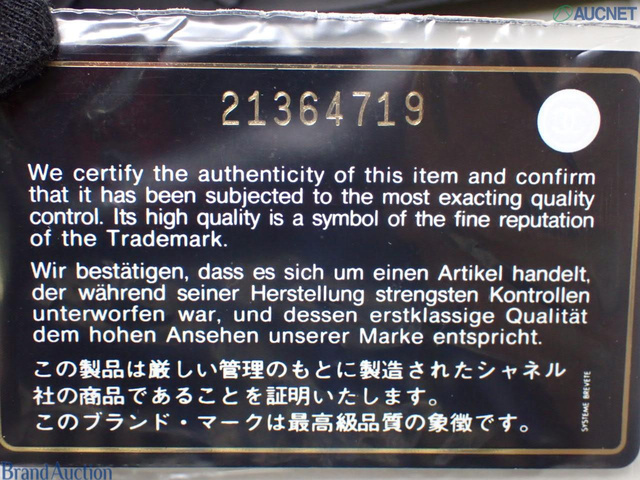 AUCNET
21364719
We certify the authenticity of this item and confirm
that it has been subjected to the most exacting quality
control. Its high quality is a symbol of the fine reputation
of the Trademark.
Wir bestätigen, dass es sich um einen Artikel handelt,
der während seiner Herstellung strengsten Kontrollen
unterworfen war, und dessen erstklassige Qualität
dem hohen Ansehen unserer Marke entspricht.
この製品は厳しい管理のもとに製造されたシャネル
社の商品であることを証明いたします。
このブランド・マークは最高級品質の象徴です。
SYSTEME BREVETE
BrandAuction